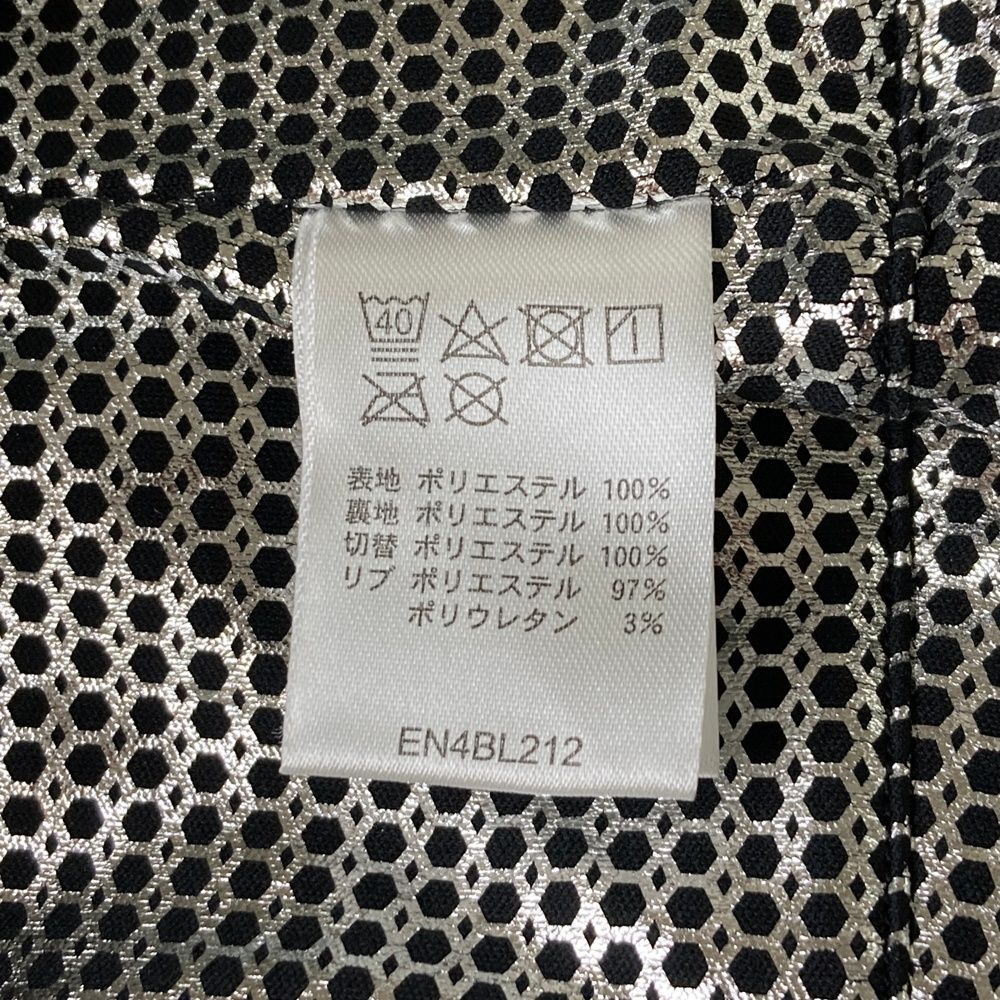 40
表地 ポリエステル 100%
裏地 ポリエステル 100%
切替 ポリエステル 100%
リブ ポリエステル 97%
ポリウレタン 3%
EN4BL212